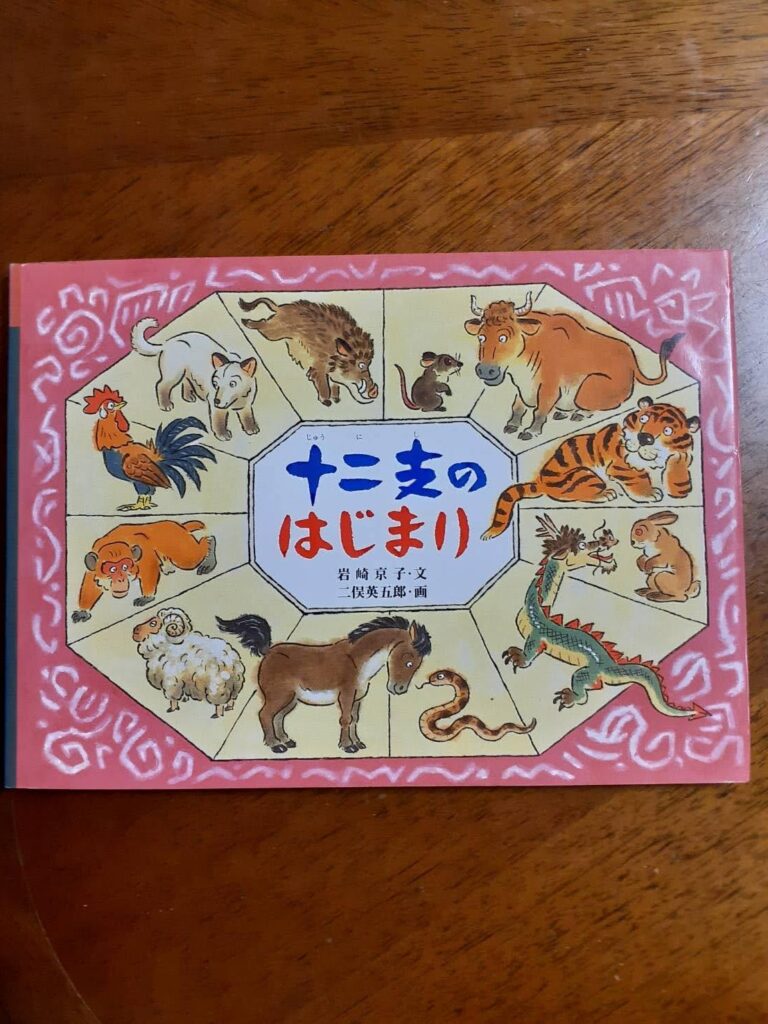 じゅうにし
十二支の
はじまり
岩崎京子・文
二俣英五郎・画